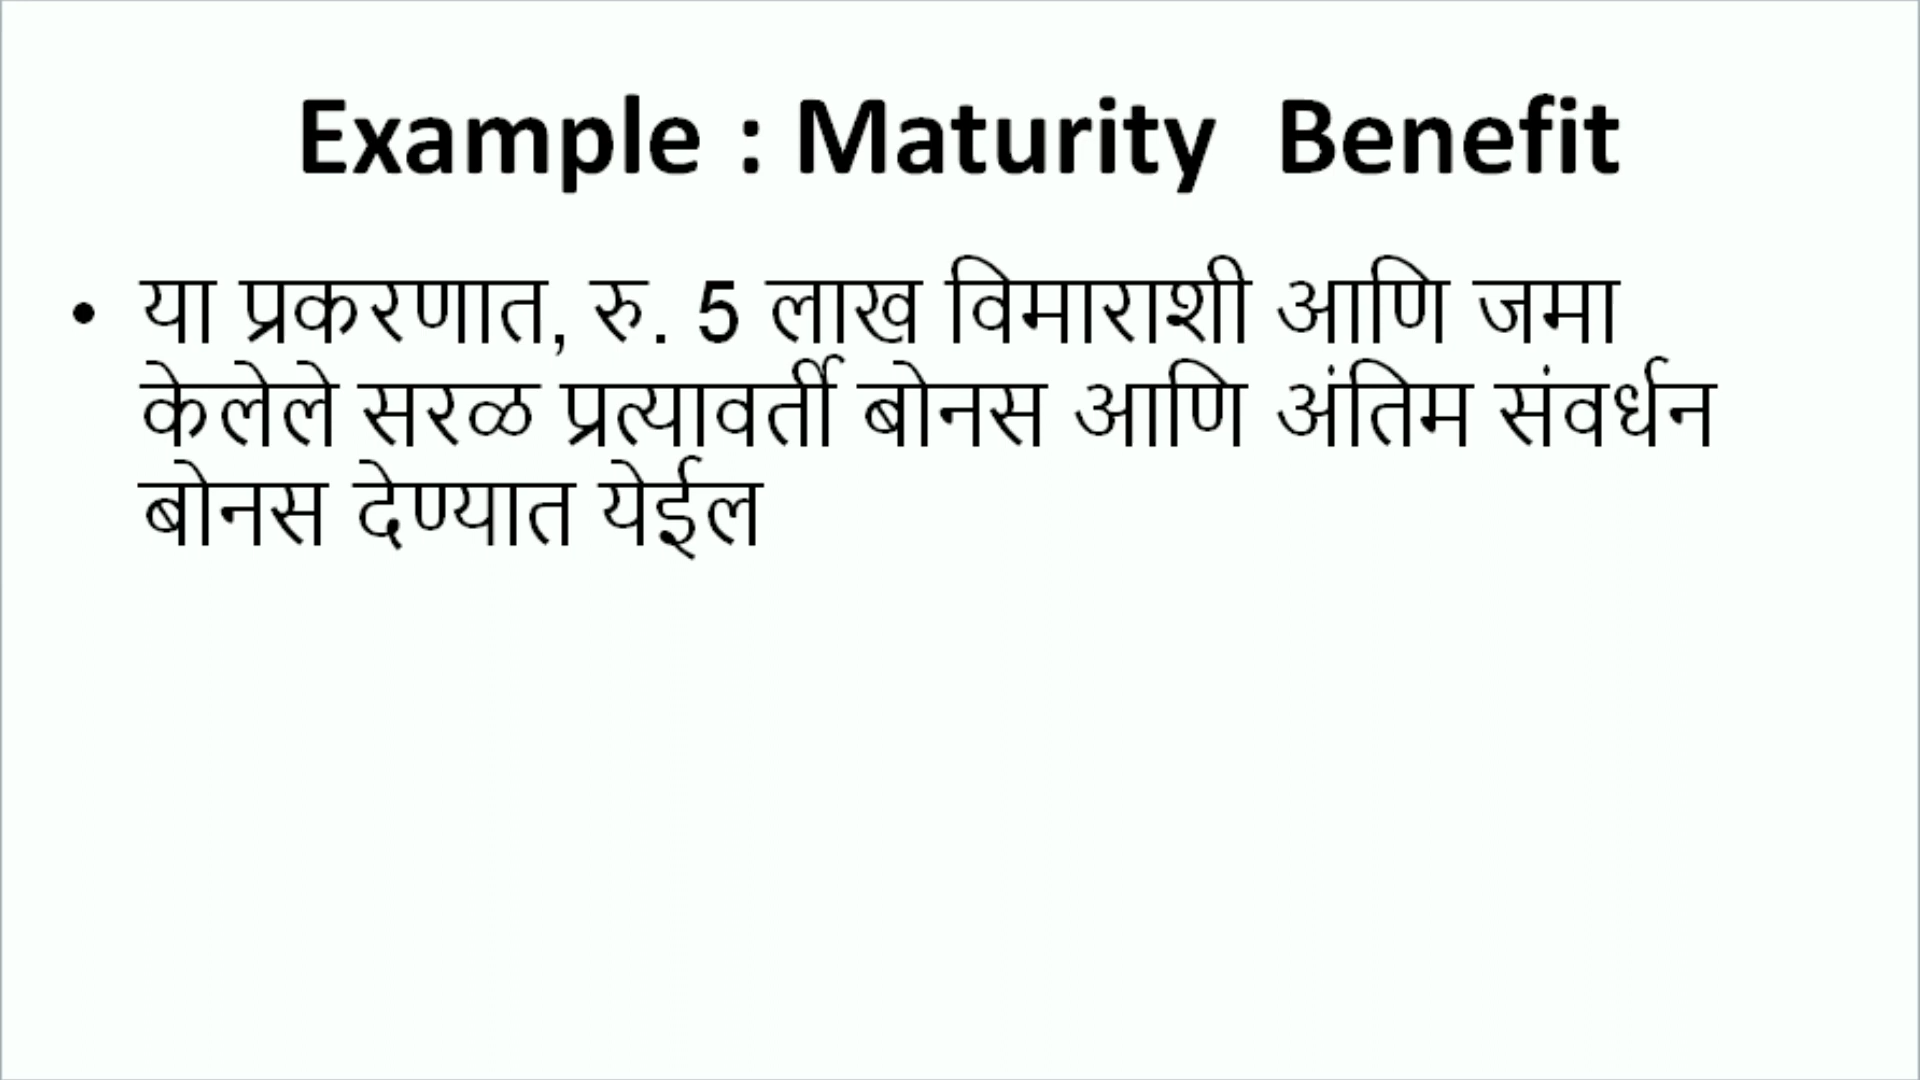 Example : Maturity Benefit
• या प्रकरणात, रु. 5 लाख विमाराशी आणि जमा
केलेले सरळ प्रत्यावर्ती बोनस आणि अंतिम संवर्धन
बोनस देण्यात येईल